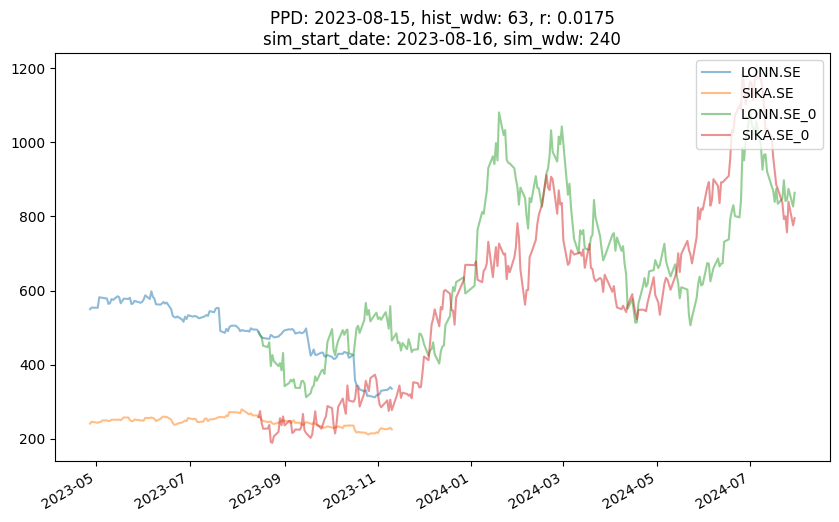 PPD: 2023-08-15, hist_wdw: 63, r: 0.0175
sim_start_date: 2023-08-16, sim_wdw: 240
1200
1000
800
600
400
200
LONN.SE
SIKA.SE
LONN.SE_0
SIKA.SE_0
2023-05
2023-07
2023-09
2023-11
2024-01
2024-03
2024-05
2024-07